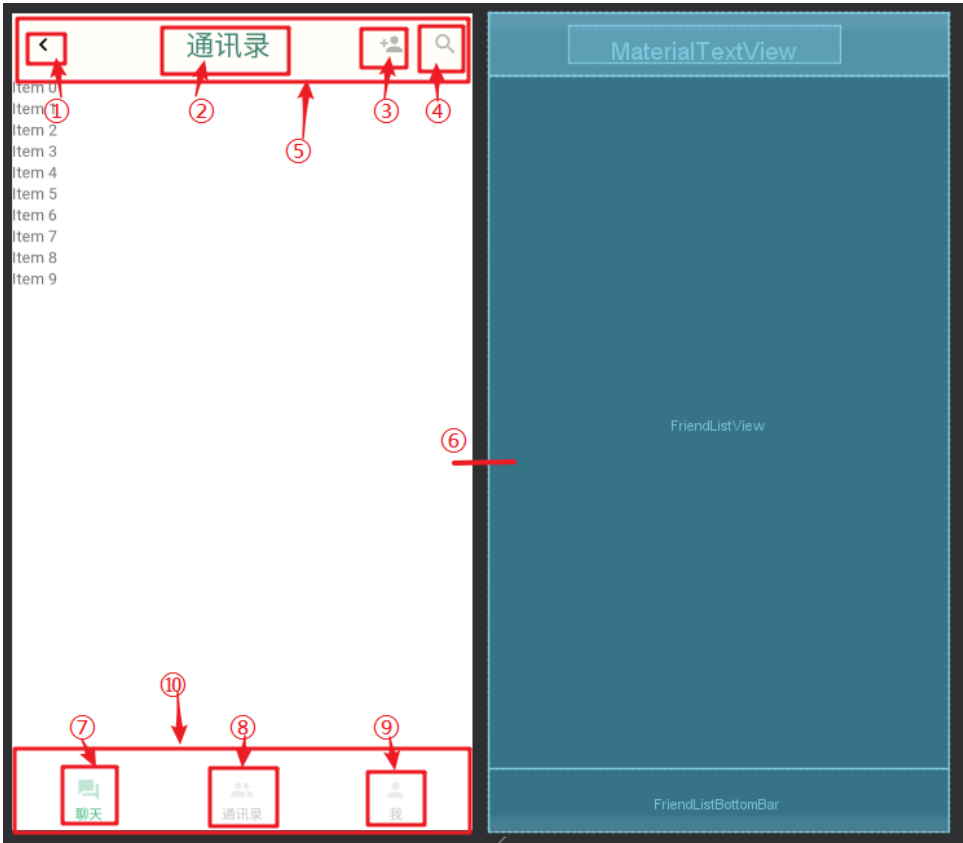 通讯录
MaterialTextView
①
②
③
④
⑤
Item 0
Item 1
Item 2
Item 3
Item 4
Item 5
Item 6
Item 7
Item 8
Item 9
⑥
FriendListView
⑩
⑦
⑧
⑨
聊天
通讯录
我
FriendListBottomBar